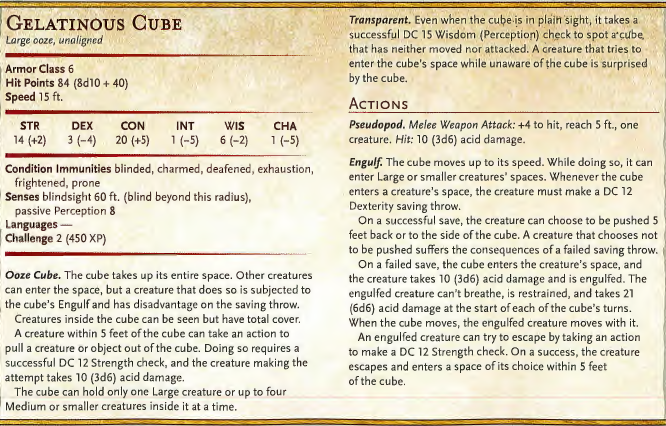 GELATINOUS CUBE
Large ooze, unaligned
Armor Class 6
Hit Points 84 (8d10 + 40)
Speed 15 ft.
STR DEX CON INT WIS CHA
14 (+2) 3 (−4) 20 (+5) 1 (−5) 6 (−2) 1 (−5)
Condition Immunities blinded, charmed, deafened, exhaustion,
frightened, prone
Senses blindsight 60 ft. (blind beyond this radius),
passive Perception 8
Languages —
Challenge 2 (450 XP)
Ooze Cube. The cube takes up its entire space. Other creatures
can enter the space, but a creature that does so is subjected to
the cube's Engulf and has disadvantage on the saving throw.
Creatures inside the cube can be seen but have total cover.
A creature within 5 feet of the cube can take an action to
pull a creature or object out of the cube. Doing so requires a
successful DC 12 Strength check, and the creature making the
attempt takes 10 (3d6) acid damage.
The cube can hold only one Large creature or up to four
Medium or smaller creatures inside it at a time.
Transparent. Even when the cube is in plain sight, it takes a
successful DC 15 Wisdom (Perception) check to spot a cube
that has neither moved nor attacked. A creature that tries to
enter the cube's space while unaware of the cube is surprised
by the cube.
ACTIONS
Pseudopod. Melee Weapon Attack: +4 to hit, reach 5 ft., one
creature. Hit: 10 (3d6) acid damage.
Engulf. The cube moves up to its speed. While doing so, it can
enter Large or smaller creatures' spaces. Whenever the cube
enters a creature's space, the creature must make a DC 12
Dexterity saving throw.
On a successful save, the creature can choose to be pushed 5
feet back or to the side of the cube. A creature that chooses not
to be pushed suffers the consequences of a failed saving throw.
On a failed save, the cube enters the creature's space, and
the creature takes 10 (3d6) acid damage and is engulfed. The
engulfed creature can't breathe, is restrained, and takes 21
(6d6) acid damage at the start of each of the cube's turns.
When the cube moves, the engulfed creature moves with it.
An engulfed creature can try to escape by taking an action
to make a DC 12 Strength check. On a success, the creature
escapes and enters a space of its choice within 5 feet
of the cube.